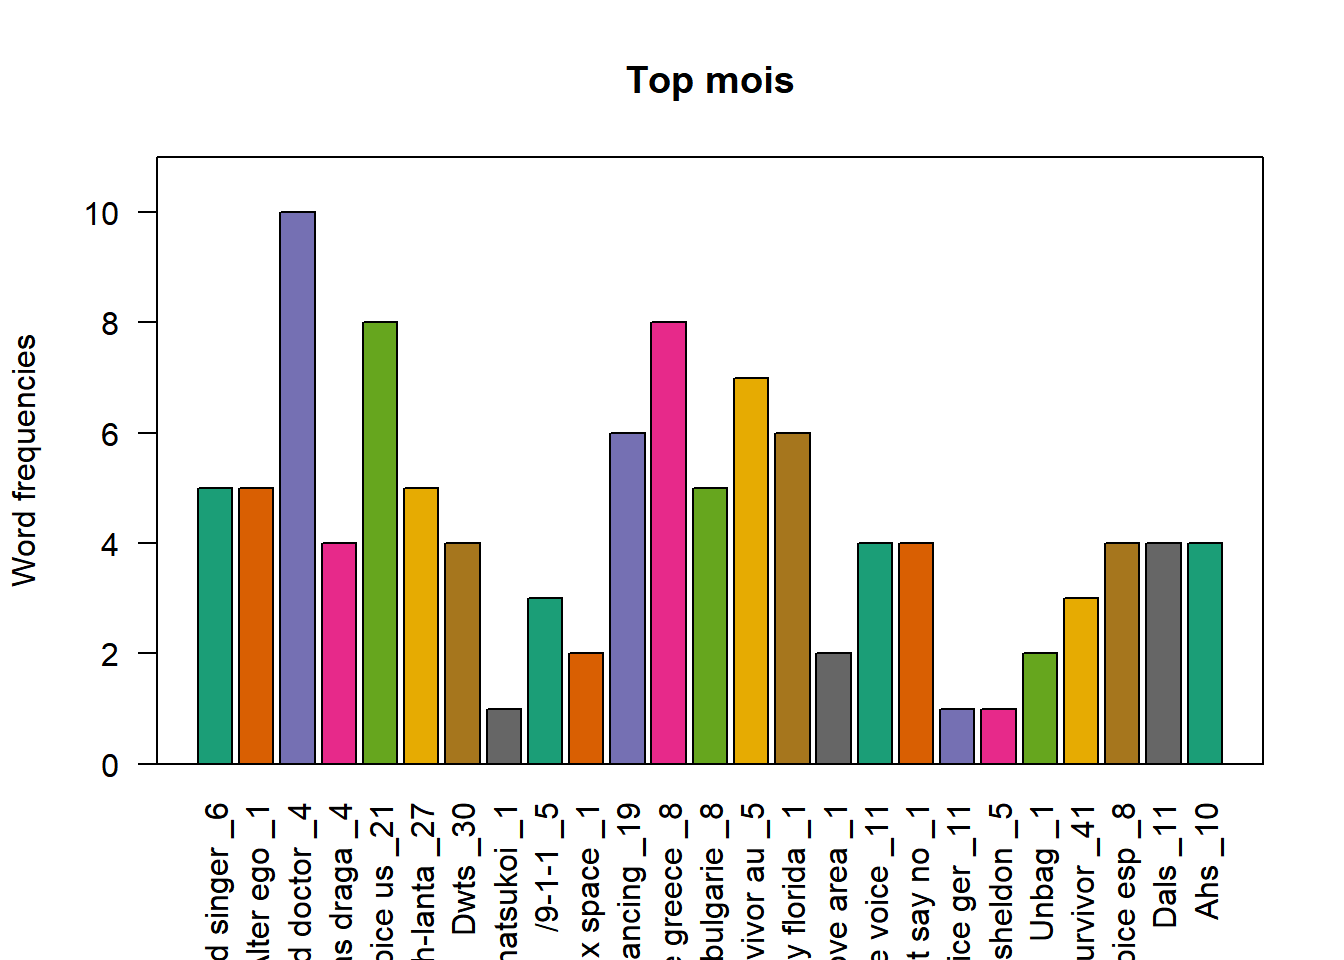 Top mois
Word frequencies
10
8
6
4
2
0
d singer _6
Alter ego _1
d doctor _4
as draga _4
oice us _21
h-lanta _27
Dwts _30
natsukoi _1
/9-1-1 _5
x space _1
ancing _19
e greece _8
bulgarie _8
vivor au _5
y florida _1
ove area _1
e voice _11
t say no _1
ice ger _11
sheldon _5
Unbag _1
urvivor _41
oice esp _8
Dals _11
Ahs _10